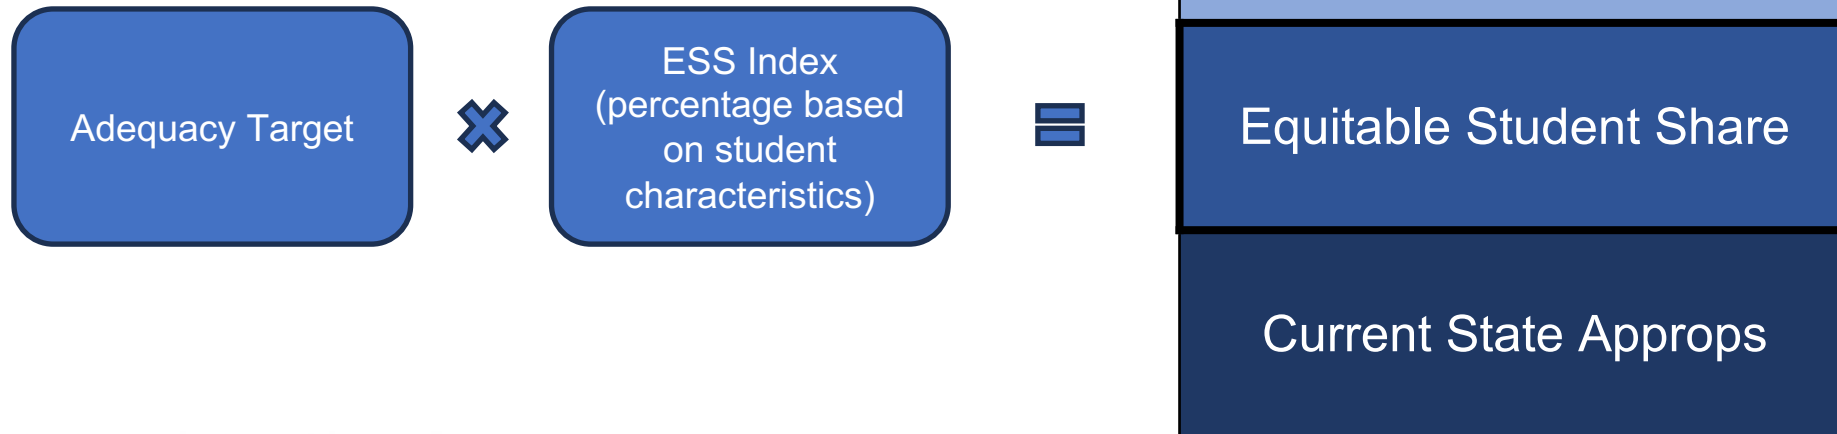 Adequacy Target
ESS Index
(percentage based
on student
characteristics)
Equitable Student Share
Current State Approps